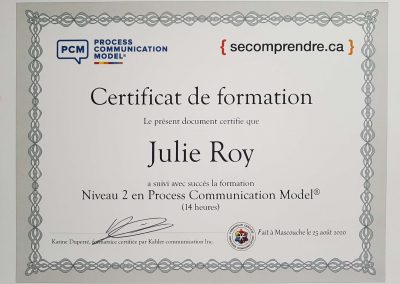 PCM
PROCESS
COMMUNICATION
MODEL®
{ secomprendre.ca }
Certificat de formation
Le présent document certifie que
Julie Roy
a suivi avec succès la formation
Niveau 2 en Process Communication Model®
(14 heures)
Karine Duperré, formatrice certifiée par Kahler communication Inc.
Fait à Mascouche le 25 août 2020